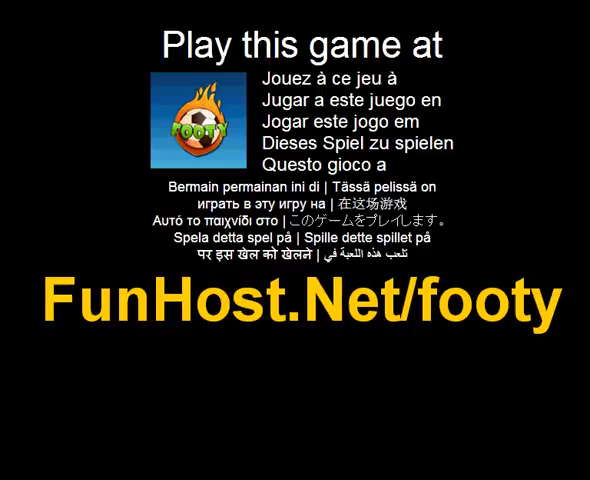 Play this game at
Jouez à ce jeu à
Jugar a este juego en
Jogar este jogo em
Dieses Spiel zu spielen
Questo gioco a
FOOTY
Bermain permainan ini di | Tässä pelissä on
играть в эту игру на | 在这场游戏
Αυτό το παιχνίδι στο | このゲームをプレイします。
Spela detta spel på | Spille dette spillet på
पर इस खेल को खेलने | تلعب هذه اللعبة في
FunHost.Net/footy